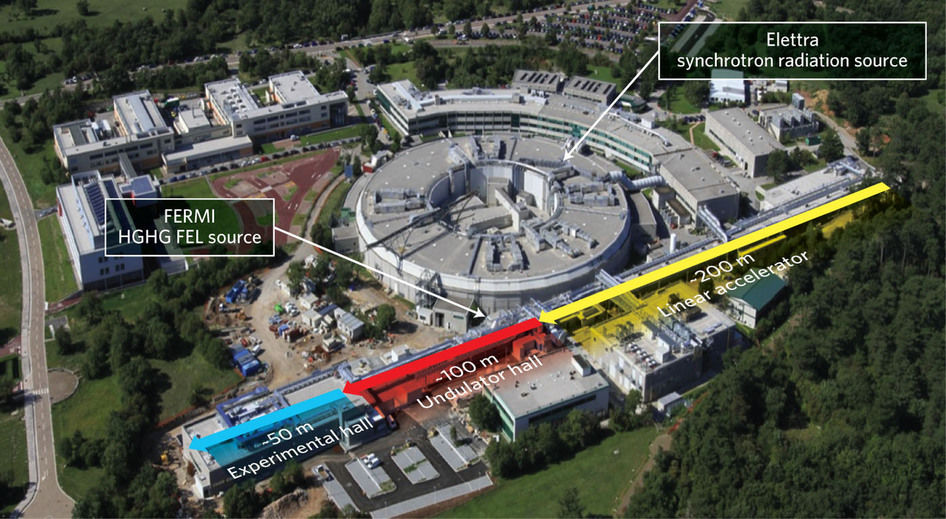 Elettra
synchrotron radiation source
FERMI
HGHG FEL source
~200 m
Linear accelerator
~100 m
Undulator hall
~50 m
Experimental hall